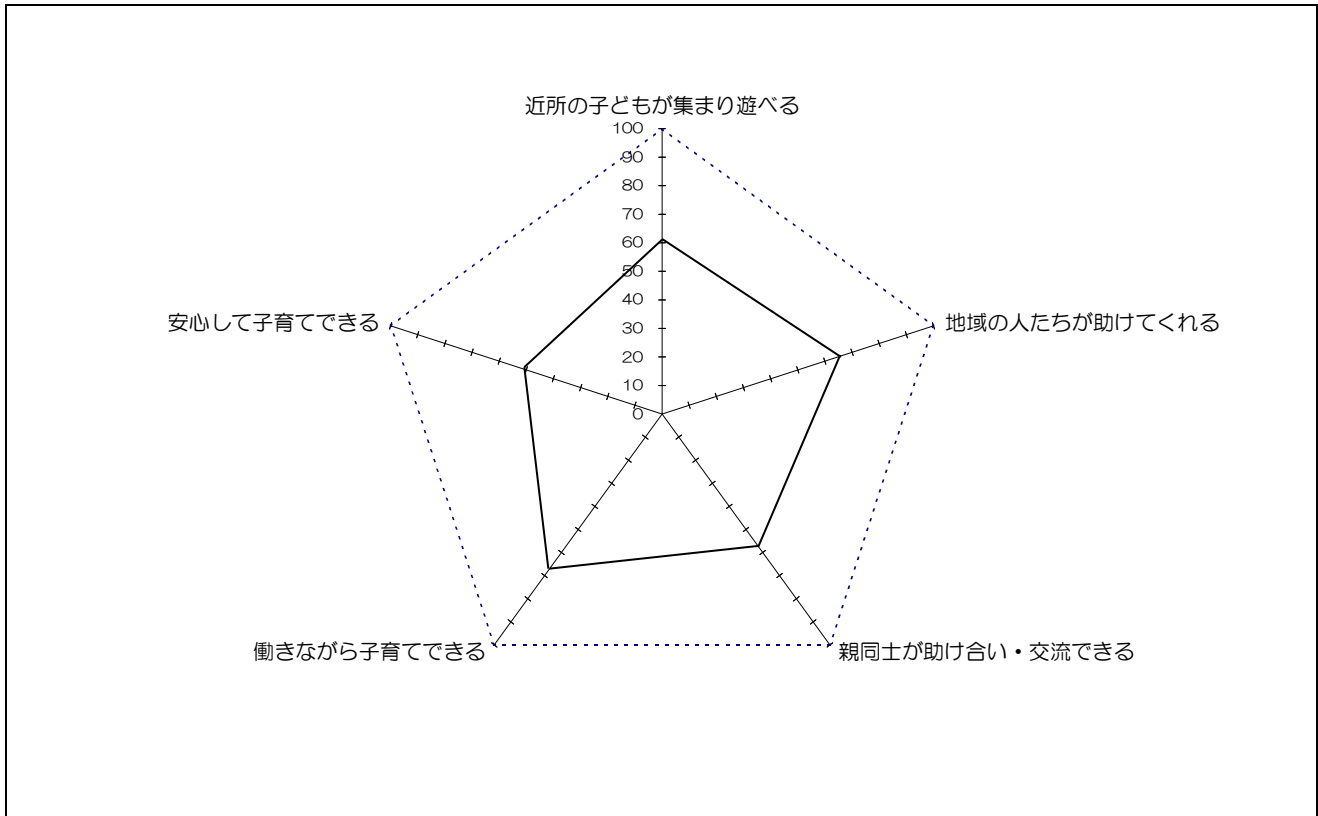 近所の子どもが集まり遊べる
100
90
80
70
60
50
40
30
20
10
0
安心して子育てできる
地域の人たちが助けてくれる
働きながら子育てできる
親同士が助け合い・交流できる